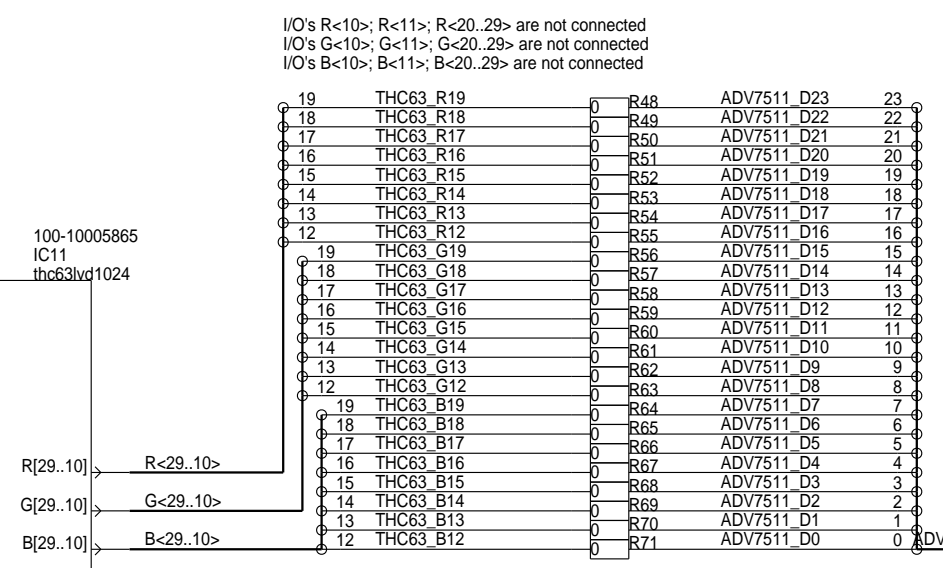 I/O's R<10>; R<11>; R<20..29> are not connected
I/O's G<10>; G<11>; G<20..29> are not connected
I/O's B<10>; B<11>; B<20..29> are not connected
19 THC63_R19 0 R48 ADV7511_D23 23
18 THC63_R18 0 R49 ADV7511_D22 22
17 THC63_R17 0 R50 ADV7511_D21 21
16 THC63_R16 0 R51 ADV7511_D20 20
15 THC63_R15 0 R52 ADV7511_D19 19
14 THC63_R14 0 R53 ADV7511_D18 18
13 THC63_R13 0 R54 ADV7511_D17 17
12 THC63_R12 0 R55 ADV7511_D16 16
100-10005865
IC11
thc63lvd1024
19 THC63_G19 0 R56 ADV7511_D15 15
18 THC63_G18 0 R57 ADV7511_D14 14
17 THC63_G17 0 R58 ADV7511_D13 13
16 THC63_G16 0 R59 ADV7511_D12 12
15 THC63_G15 0 R60 ADV7511_D11 11
14 THC63_G14 0 R61 ADV7511_D10 10
13 THC63_G13 0 R62 ADV7511_D9 9
12 THC63_G12 0 R63 ADV7511_D8 8
19 THC63_B19 0 R64 ADV7511_D7 7
18 THC63_B18 0 R65 ADV7511_D6 6
17 THC63_B17 0 R66 ADV7511_D5 5
R[29..10] R<29..10> 16 THC63_B16 0 R67 ADV7511_D4 4
15 THC63_B15 0 R68 ADV7511_D3 3
G[29..10] G<29..10> 14 THC63_B14 0 R69 ADV7511_D2 2
13 THC63_B13 0 R70 ADV7511_D1 1
B[29..10] B<29..10> 12 THC63_B12 0 R71 ADV7511_D0 0 ADV